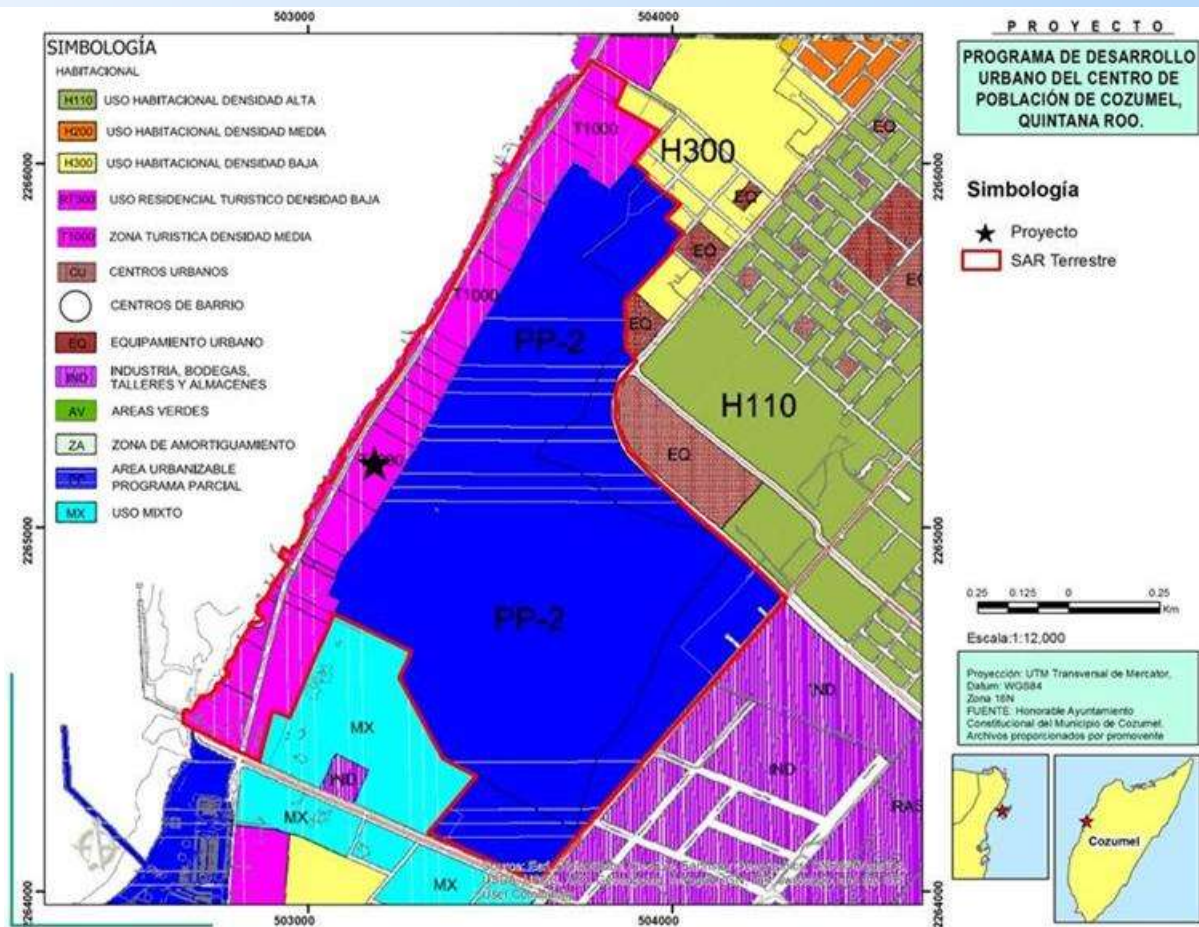 503000
504000
SIMBOLOGÍA
HABITACIONAL
H110 USO HABITACIONAL DENSIDAD ALTA
H200 USO HABITACIONAL DENSIDAD MEDIA
H300 USO HABITACIONAL DENSIDAD BAJA
RT300 USO RESIDENCIAL TURISTICO DENSIDAD BAJA
T1000 ZONA TURISTICA DENSIDAD MEDIA
CU CENTROS URBANOS
CENTROS DE BARRIO
EQ EQUIPAMIENTO URBANO
IND INDUSTRIA, BODEGAS,
TALLERES Y ALMACENES
AV AREAS VERDES
ZA ZONA DE AMORTIGUAMIENTO
AREA URBANIZABLE
PROGRAMA PARCIAL
MX USO MIXTO
2266000
2265000
2264000
T1000
H300
EQ
EQ
EQ
T1000
PP-2
EQ
H110
EQ
PP-2
MX
IND
MX
MX
IND
IND
2266000
2265000
2264000
503000
504000
PROYECTO
PROGRAMA DE DESARROLLO
URBANO DEL CENTRO DE
POBLACIÓN DE COZUMEL,
QUINTANA ROO.
Simbología
Proyecto
SAR Terrestre
0.25 0.125 0 0.25
Km
Escala:1:12,000
Proyección: UTM Transversal de Mercator,
Datum: WGS84
Zona 16N
FUENTE: Honorable Ayuntamiento
Constitucional del Municipio de Cozumel.
Archivos proporcionados por promovente
Cozumel